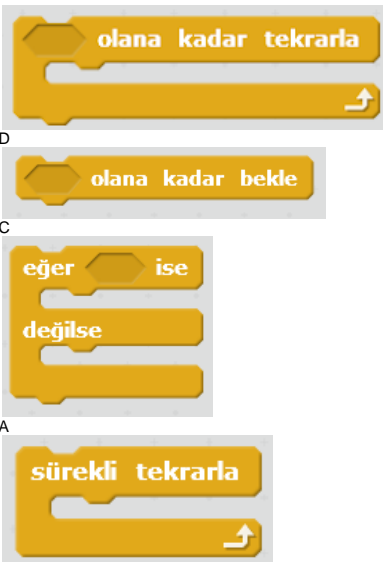 olana kadar tekrarla
D
olana kadar bekle
C
eğer ise
değilse
A
sürekli tekrarla